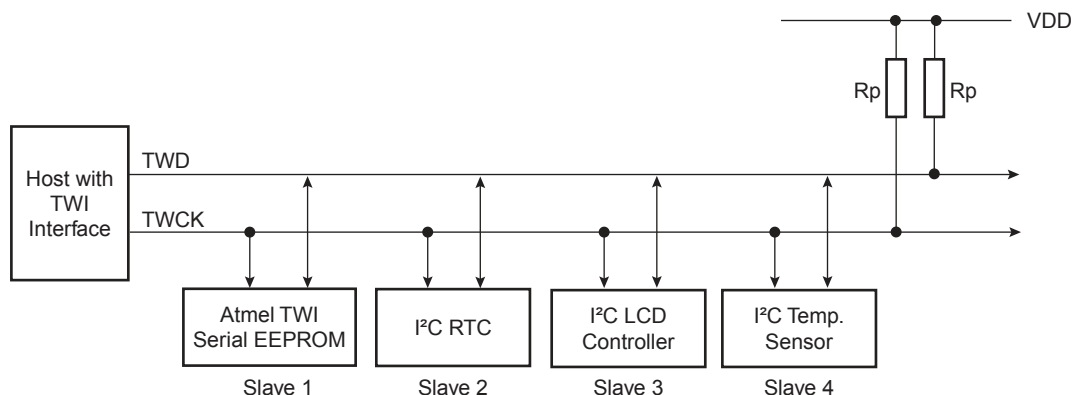 VDD
Rp
Rp
Host with
TWI
Interface
TWD
TWCK
Atmel TWI
Serial EEPROM
I²C RTC
I²C LCD
Controller
I²C Temp.
Sensor
Slave 1
Slave 2
Slave 3
Slave 4